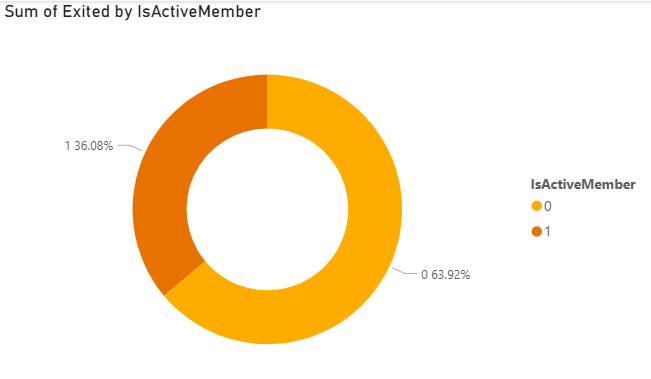 Sum of Exited by IsActiveMember
1 36.08%
IsActiveMember
0
1
0 63.92%